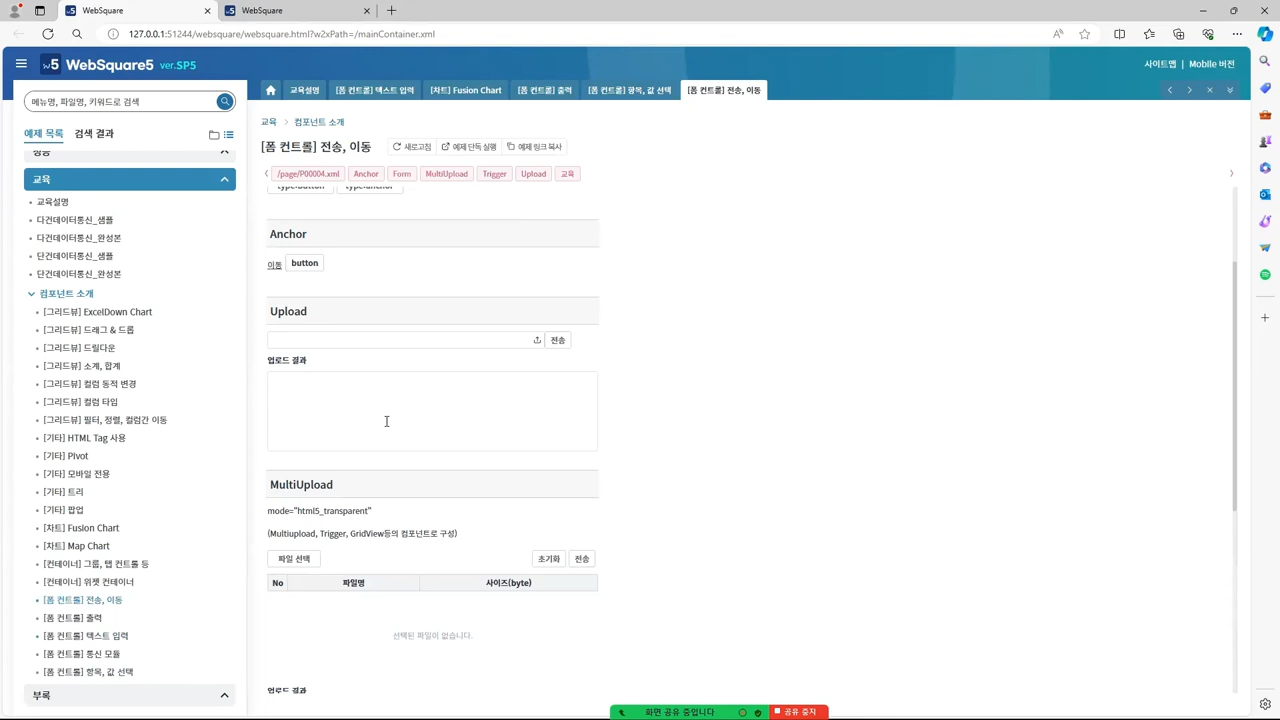 WebSquare
WebSquare
127.0.0.1:51244/websquare/websquare.html?w2xPath=/mainContainer.xml
w5 WebSquare5 ver.SP5
사이트맵 | Mobile 버전
메뉴명, 파일명, 키워드로 검색
교육설명
[폼 컨트롤] 텍스트 입력
[차트] Fusion Chart
[폼 컨트롤] 출력
[폼 컨트롤] 항목, 값 선택
[폼 컨트롤] 전송, 이동
예제 목록 검색 결과
교육
교육설명
다건데이터통신_샘플
다건데이터통신_완성본
단건데이터통신_샘플
단건데이터통신_완성본
컴포넌트 소개
[그리드뷰] ExcelDown Chart
[그리드뷰] 드래그 & 드롭
[그리드뷰] 드릴다운
[그리드뷰] 소계, 합계
[그리드뷰] 컬럼 동적 변경
[그리드뷰] 컬럼 타입
[그리드뷰] 필터, 정렬, 컬럼간 이동
[기타] HTML Tag 사용
[기타] Pivot
[기타] 모바일 전용
[기타] 트리
[기타] 팝업
[차트] Fusion Chart
[차트] Map Chart
[컨테이너] 그룹, 탭 컨트롤 등
[컨테이너] 위젯 컨테이너
[폼 컨트롤] 전송, 이동
[폼 컨트롤] 출력
[폼 컨트롤] 텍스트 입력
[폼 컨트롤] 통신 모듈
[폼 컨트롤] 항목, 값 선택
부록
교육 > 컴포넌트 소개
[폼 컨트롤] 전송, 이동 새로고침 예제 단독 실행 예제 링크 복사
/page/P00004.xml Anchor Form MultiUpload Trigger Upload 교육
type:button type:anchor
Anchor
이동 button
Upload
전송
업로드 결과
MultiUpload
mode="html5_transparent"
(Multiupload, Trigger, GridView등의 컴포넌트로 구성)
파일 선택 초기화 전송
No 파일명 사이즈(byte)
선택된 파일이 없습니다.
업로드 결과
화면 공유 중입니다 공유 중지